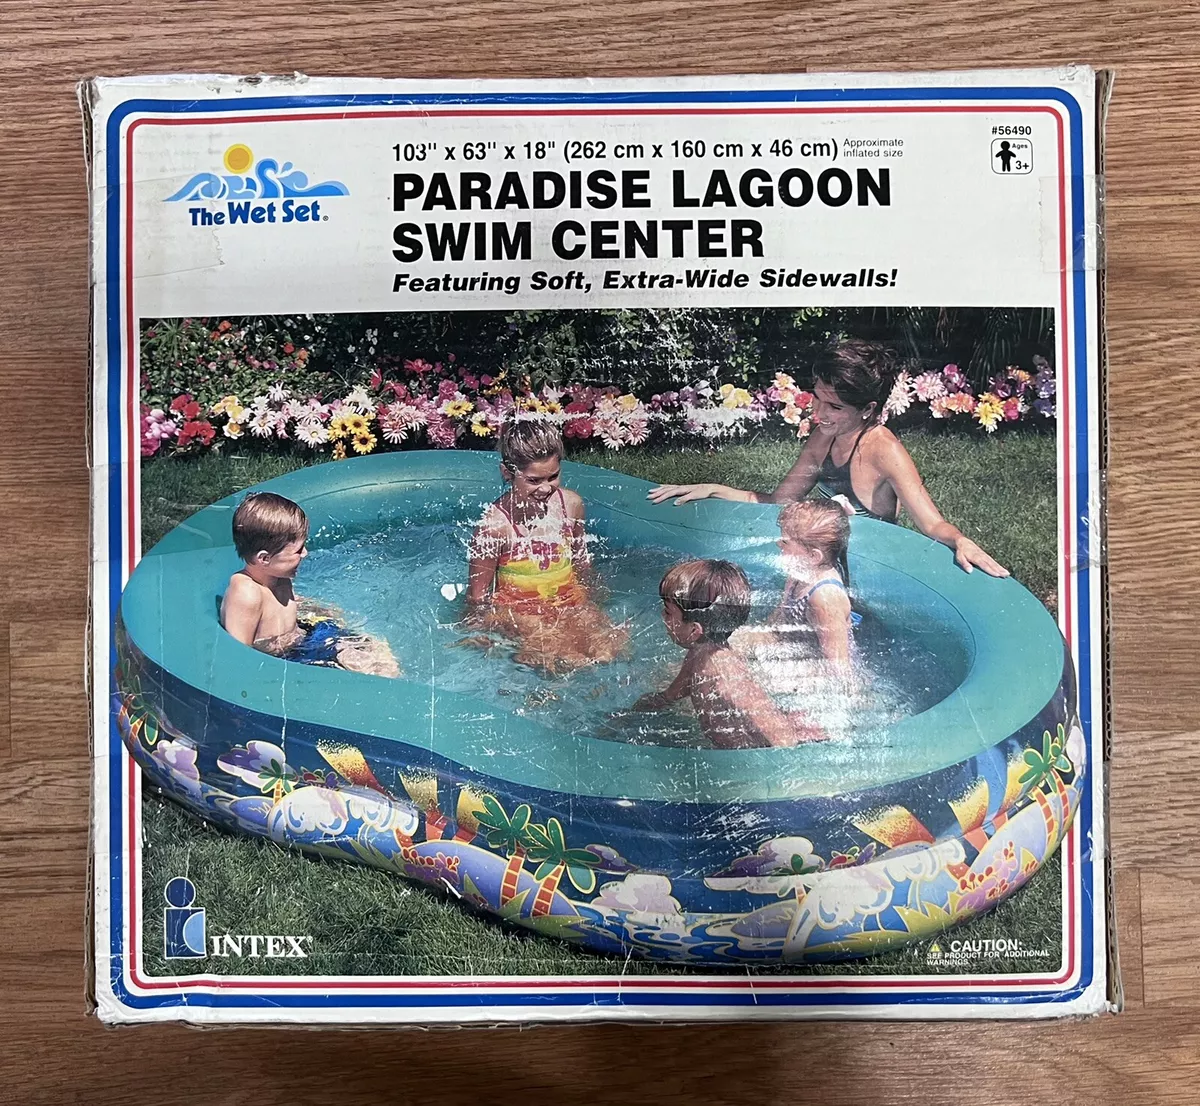 #56490
Ages
3+
The Wet Set®
103" x 63" x 18" (262 cm x 160 cm x 46 cm) Approximate
inflated size
PARADISE LAGOON
SWIM CENTER
Featuring Soft, Extra-Wide Sidewalls!
INTEX®
CAUTION:
SEE PRODUCT FOR ADDITIONAL
WARNINGS.